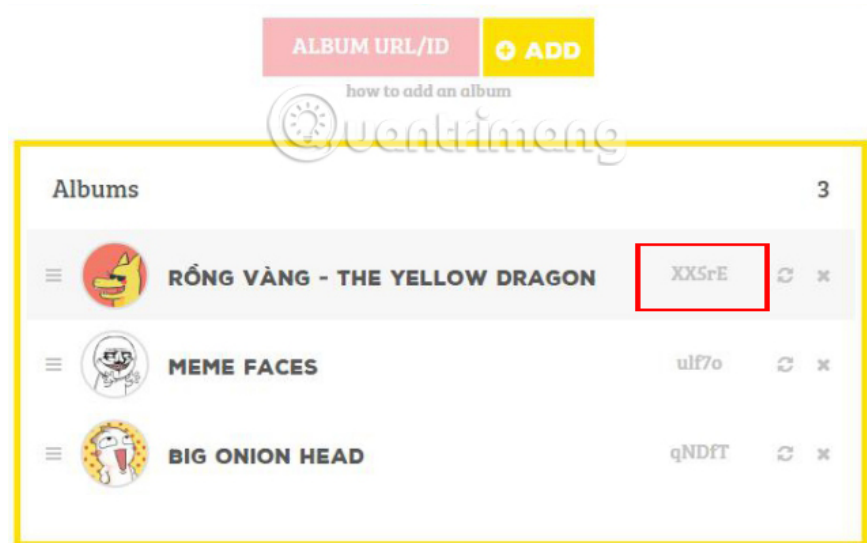 ALBUM URL/ID
ADD
how to add an album
Quantrimang
Albums 3
RỒNG VÀNG - THE YELLOW DRAGON XX5rE
MEME FACES ulf7o
BIG ONION HEAD qNDfT